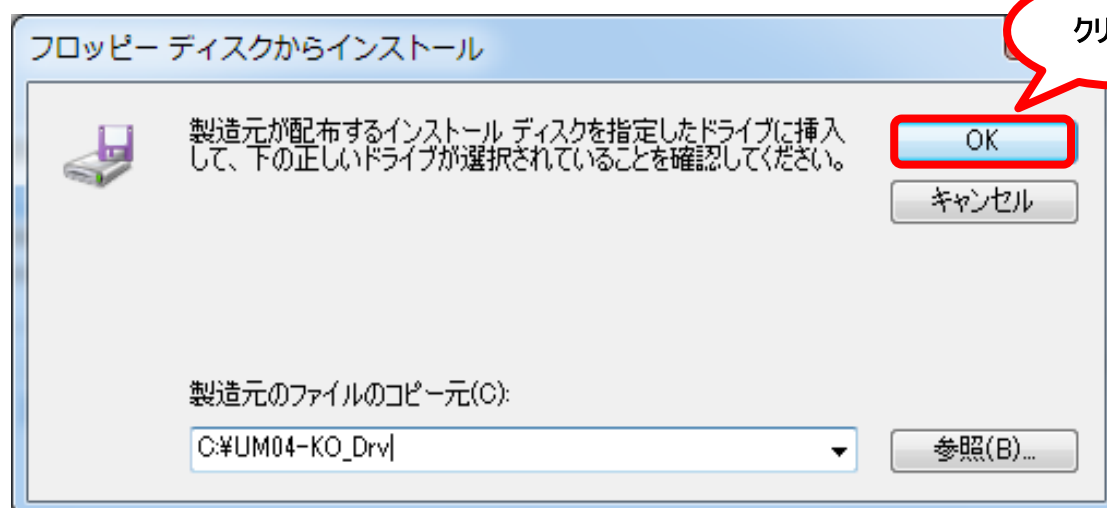 クリ
フロッピー ディスクからインストール
製造元が配布するインストール ディスクを指定したドライブに挿入
して、下の正しいドライブが選択されていることを確認してください。
OK
キャンセル
製造元のファイルのコピー元(C):
C:¥UM04-KO_Drv
参照(B)...